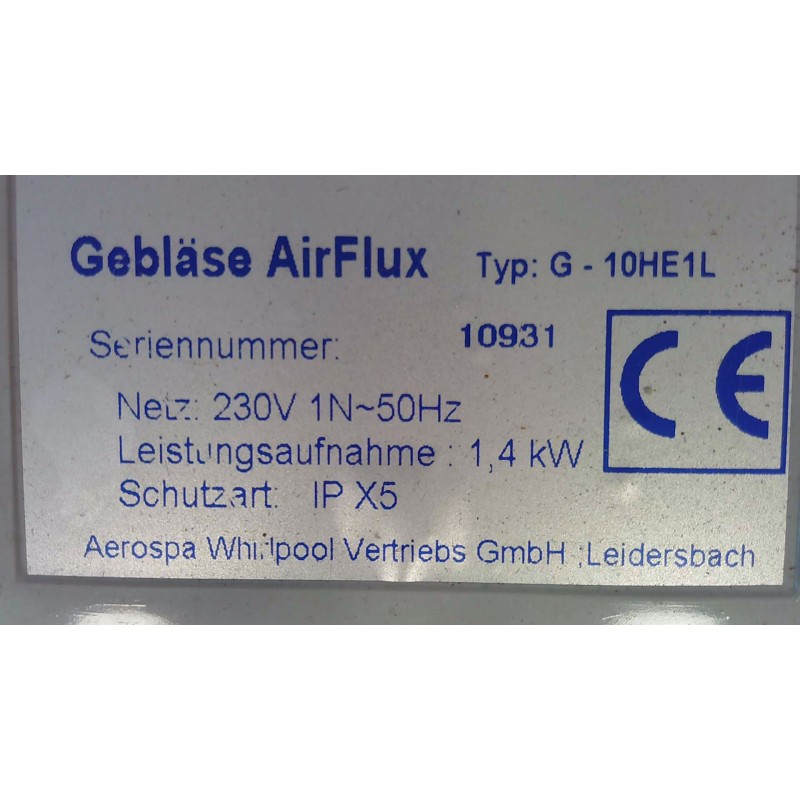 Gebläse AirFlux Typ: G - 10HE1L
Seriennummer: 10931
CE
Netz: 230V 1N~50Hz
Leistungsaufnahme : 1,4 kW
Schutzart: IP X5
Aerospa Whirlpool Vertriebs GmbH ,Leidersbach